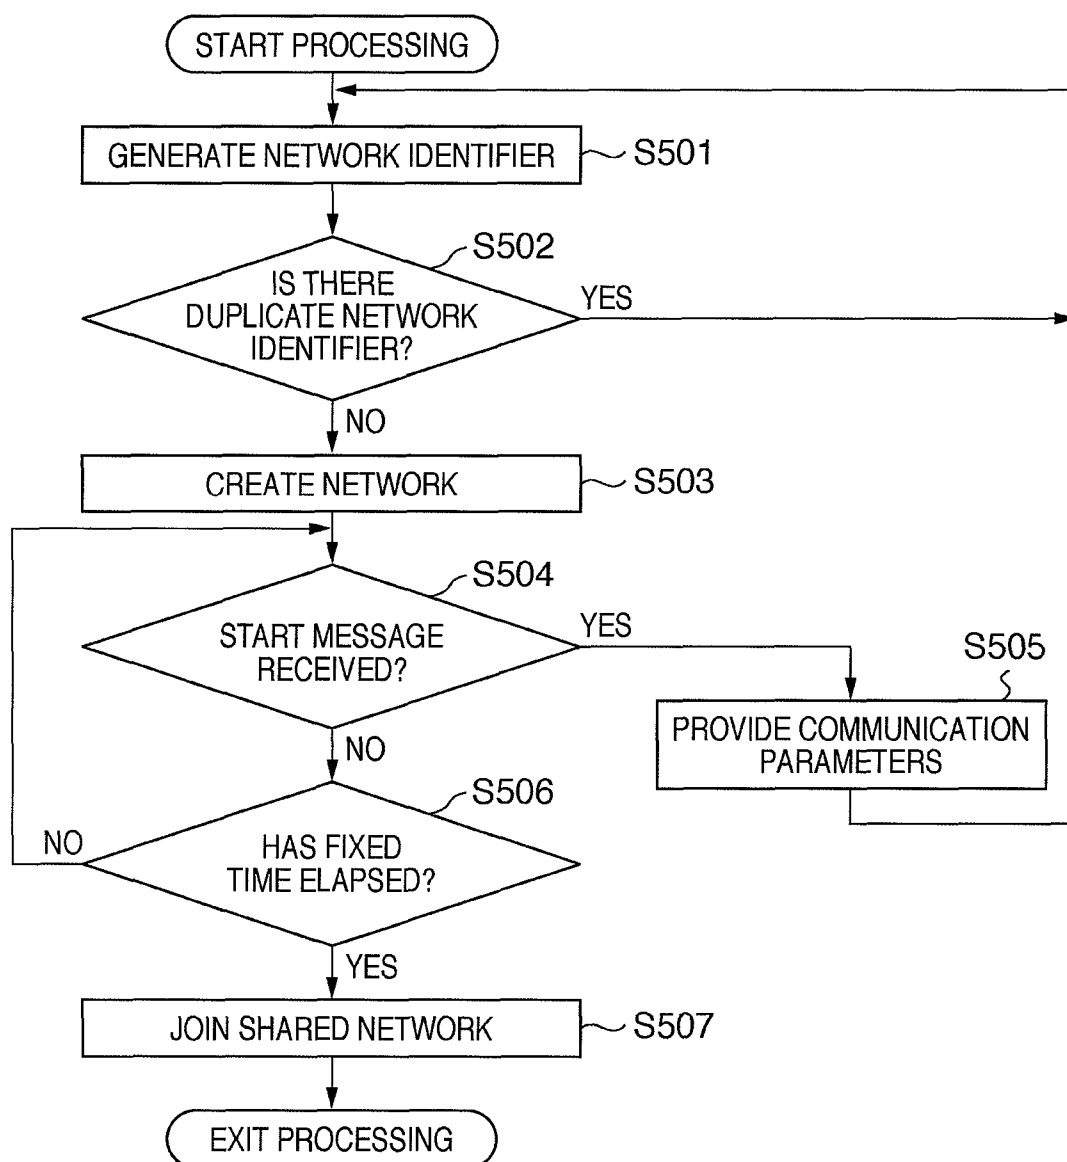 START PROCESSING
GENERATE NETWORK IDENTIFIER
S501
S502
IS THERE
DUPLICATE NETWORK
IDENTIFIER?
YES
NO
CREATE NETWORK
S503
S504
START MESSAGE
RECEIVED?
YES
S505
PROVIDE COMMUNICATION
PARAMETERS
NO
S506
HAS FIXED
TIME ELAPSED?
NO
YES
JOIN SHARED NETWORK
S507
EXIT PROCESSING